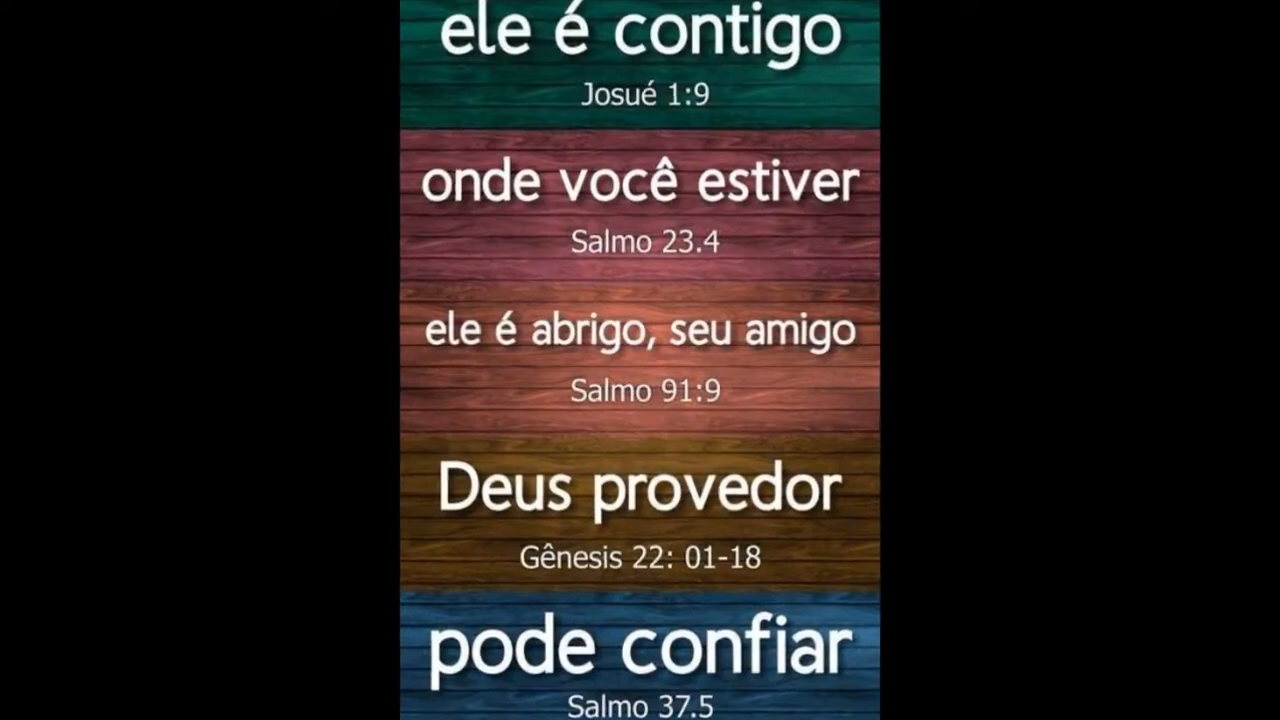 ele é contigo
Josué 1:9
onde você estiver
Salmo 23.4
ele é abrigo, seu amigo
Salmo 91:9
Deus provedor
Gênesis 22: 01-18
pode confiar
Salmo 37.5